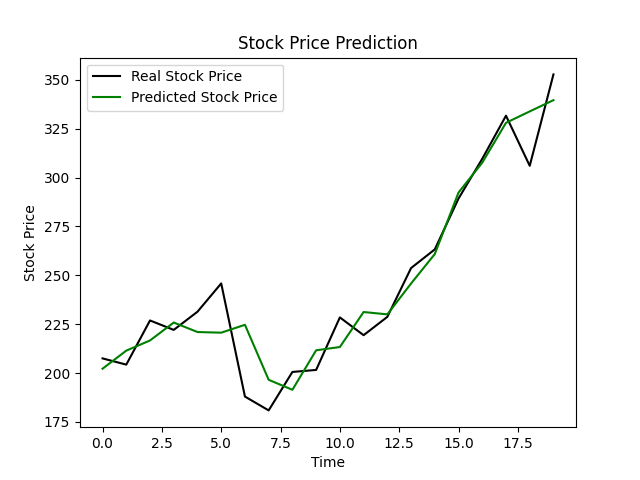 Stock Price Prediction
Real Stock Price
Predicted Stock Price
Stock Price
350
325
300
275
250
225
200
175
0.0 2.5 5.0 7.5 10.0 12.5 15.0 17.5
Time